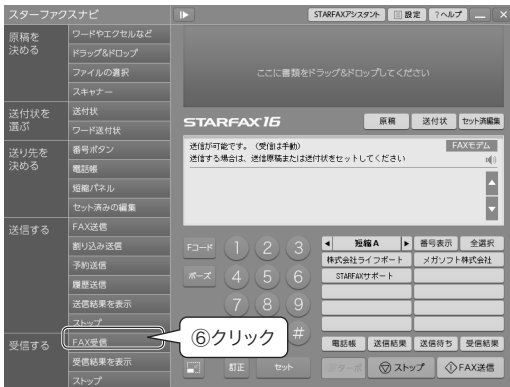 スターファクスナビ
STARFAXアシスタント 設定 ?ヘルプ
原稿を決める
ワードやエクセルなど
ドラッグ&ドロップ
ファイルの選択
スキャナー
送付状を選ぶ
送付状
ワード送付状
送り先を決める
番号ボタン
電話帳
短縮パネル
セット済みの編集
送信する
FAX送信
割り込み送信
予約送信
履歴送信
送信結果を表示
ストップ
受信する
FAX受信
受信結果を表示
ストップ
ここに書類をドラッグ&ドロップしてください
STARFAX16
原稿 送付状 セット済編集
送信が可能です。(受信は手動)
送信する場合は、送信原稿または送付状をセットしてください
FAXモデム
Fコード 1 2 3
ポーズ 4 5 6
7 8 9
#
訂正 セット
短縮A 番号表示 全選択
株式会社ライフボート メガソフト株式会社
STARFAXサポート
電話帳 送信結果 送信待ち 受信結果
ストップ FAX送信
⑥クリック